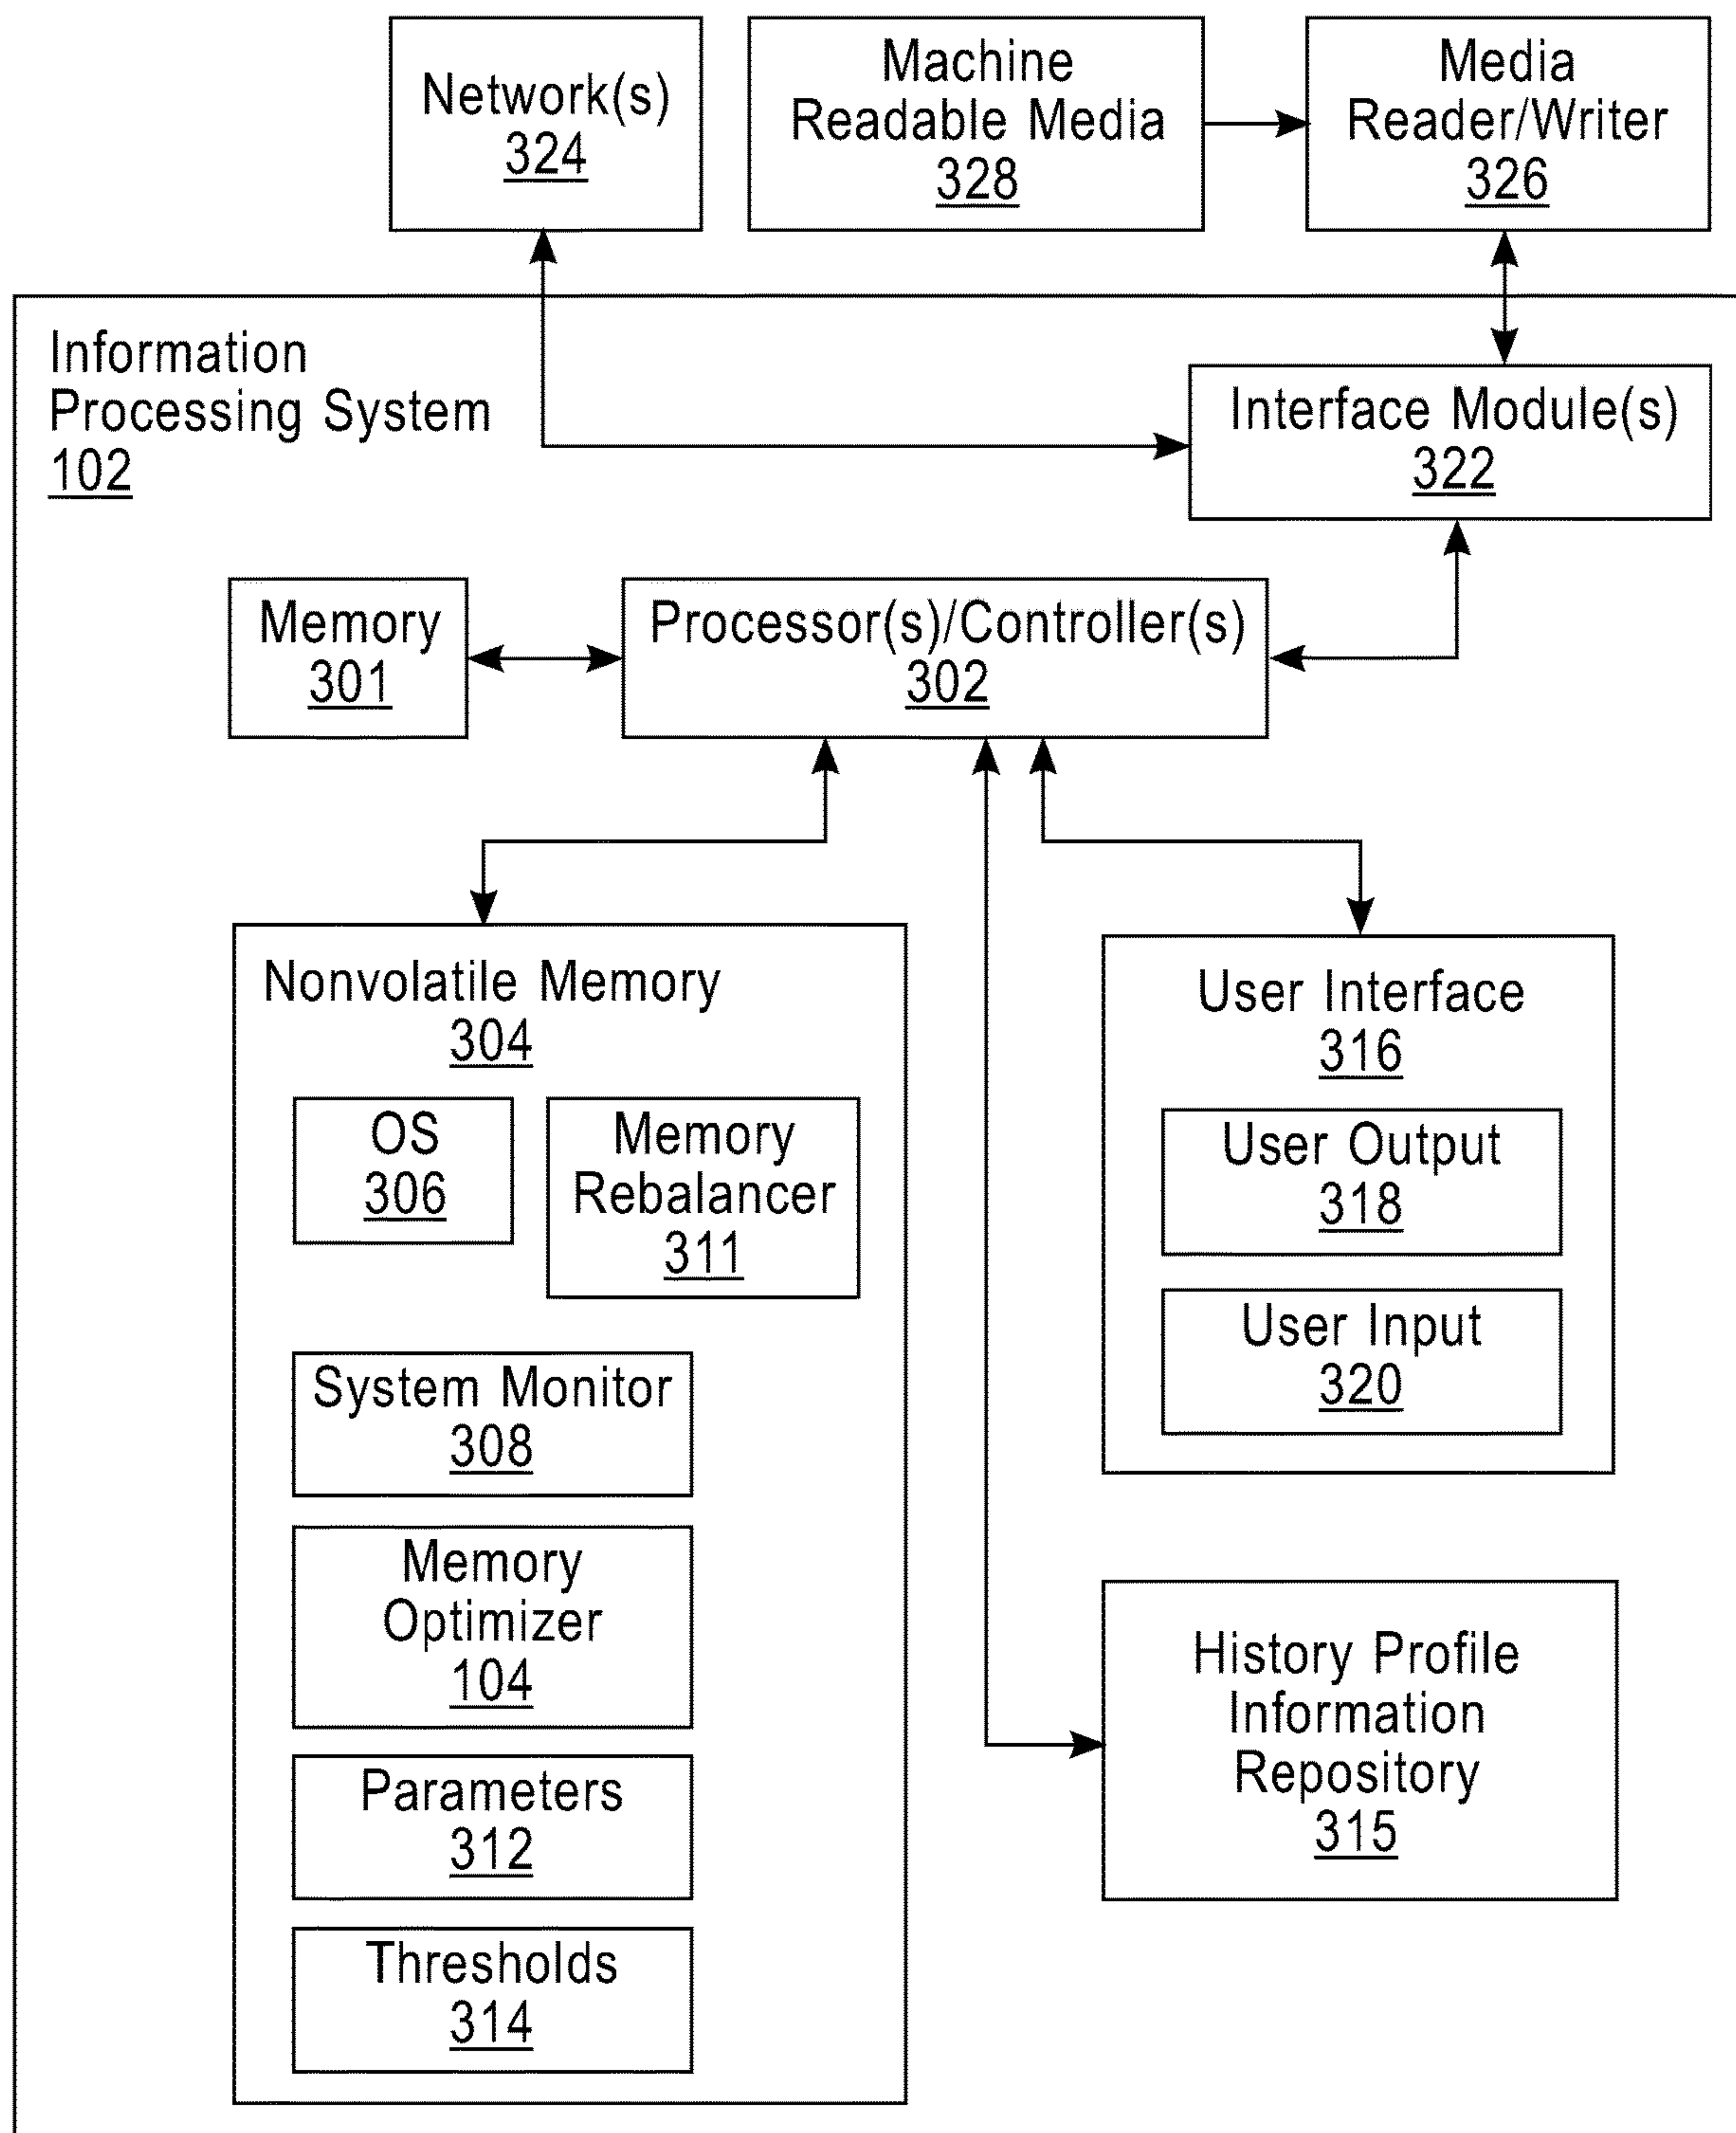 Network(s)
324
Machine
Readable Media
328
Media
Reader/Writer
326
Information
Processing System
102
Interface Module(s)
322
Memory
301
Processor(s)/Controller(s)
302
Nonvolatile Memory
304
OS
306
Memory
Rebalancer
311
System Monitor
308
Memory
Optimizer
104
Parameters
312
Thresholds
314
User Interface
316
User Output
318
User Input
320
History Profile
Information
Repository
315